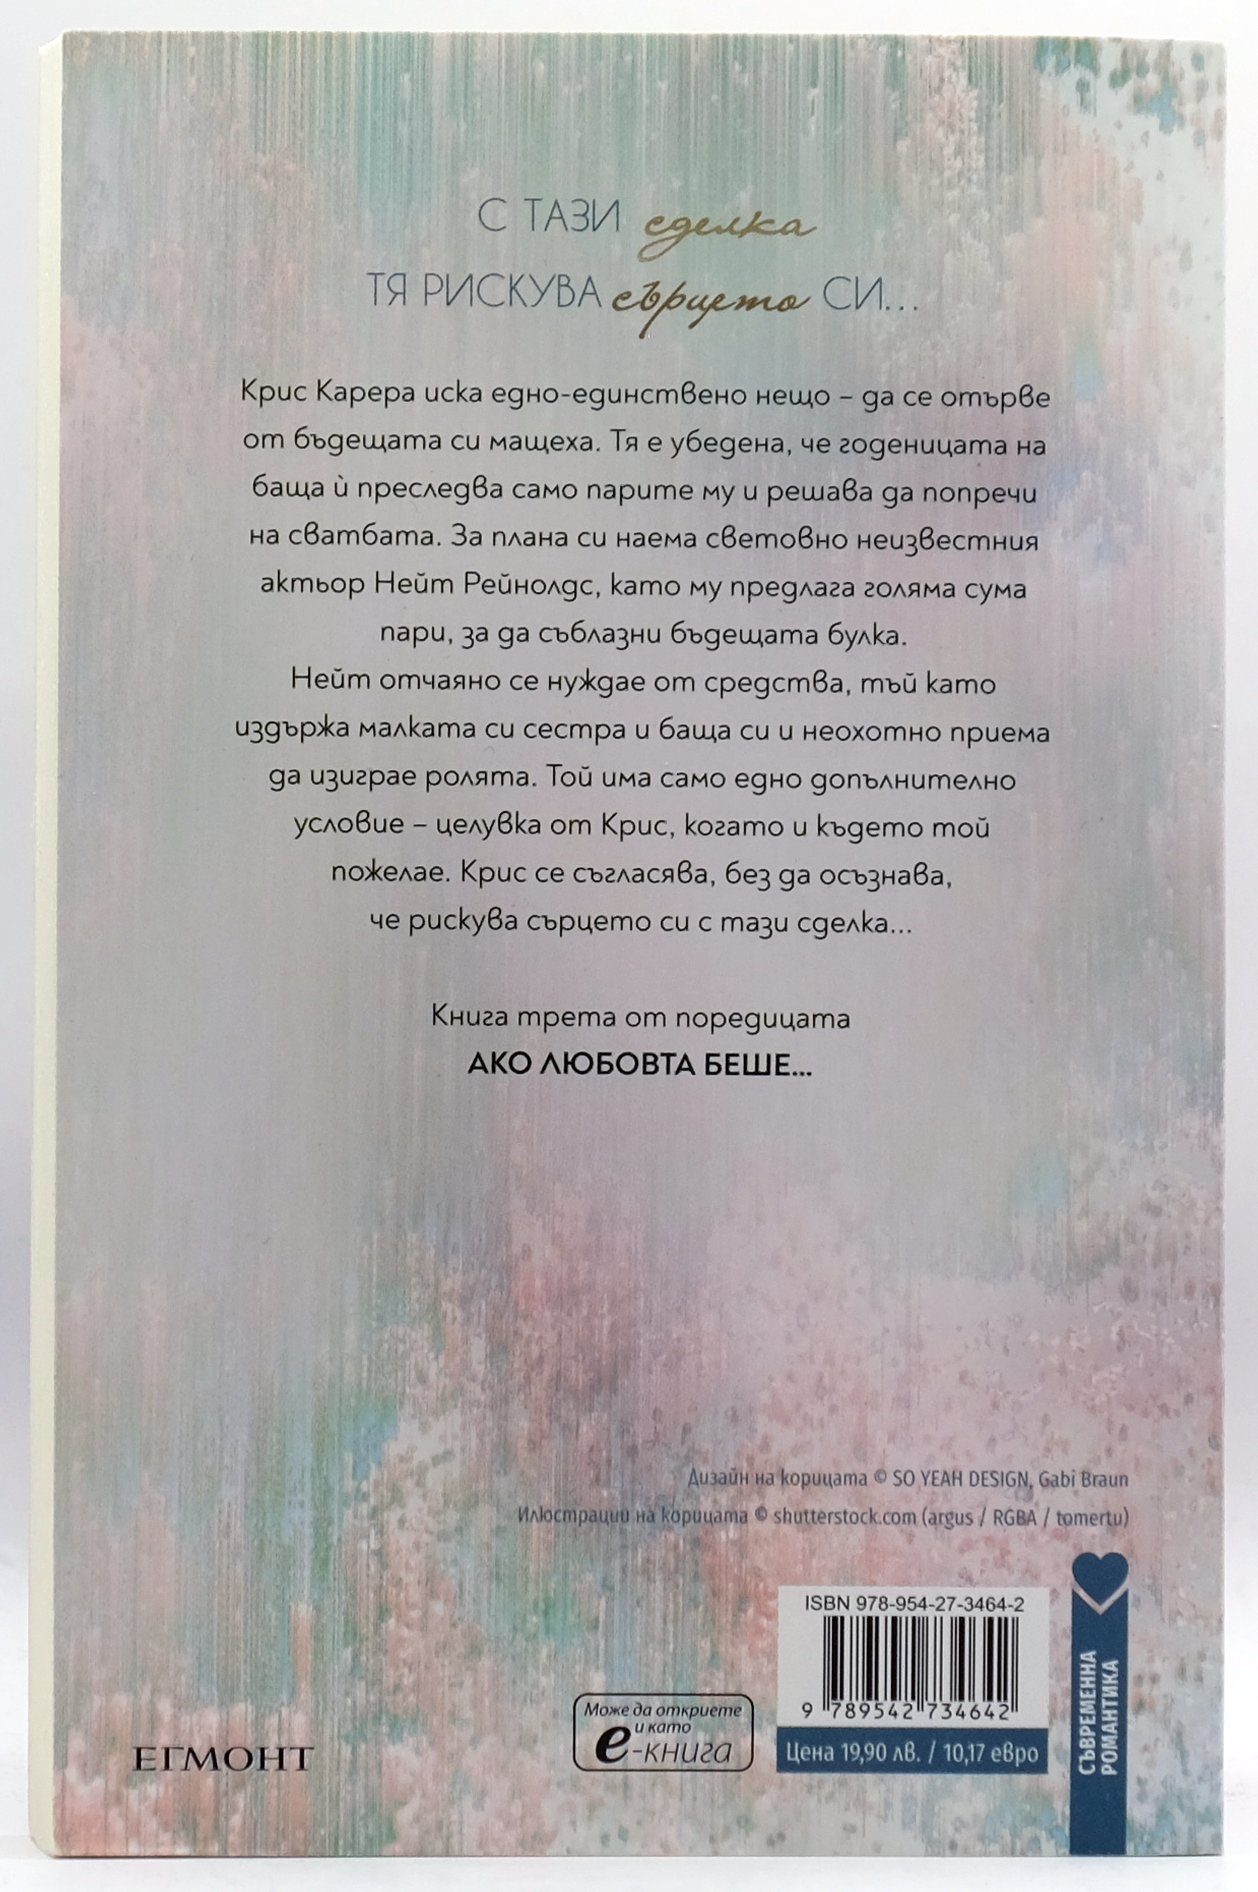 С ТАЗИ сделка
ТЯ РИСКУВА сърцето СИ...
Крис Карера иска едно-единствено нещо – да се отърве
от бъдещата си мащеха. Тя е убедена, че годеницата на
баща ѝ преследва само парите му и решава да попречи
на сватбата. За плана си наема световно неизвестния
актьор Нейт Рейнолдс, като му предлага голяма сума
пари, за да съблазни бъдещата булка.
Нейт отчаяно се нуждае от средства, тъй като
издържа малката си сестра и баща си и неохотно приема
да изиграе ролята. Той има само едно допълнително
условие – целувка от Крис, когато и където той
пожелае. Крис се съгласява, без да осъзнава,
че рискува сърцето си с тази сделка...
Книга трета от поредицата
АКО ЛЮБОВТА БЕШЕ...
Дизайн на корицата © SO YEAH DESIGN, Gabi Braun
Илюстрации на корицата © shutterstock.com (argus / RGBA / tomertu)
ISBN 978-954-27-3464-2
9 789542 734642
Цена 19,90 лв. / 10,17 евро
СЪВРЕМЕННА
РОМАНТИКА
Може да откриете
и като
е-книга
ЕГМОНТ